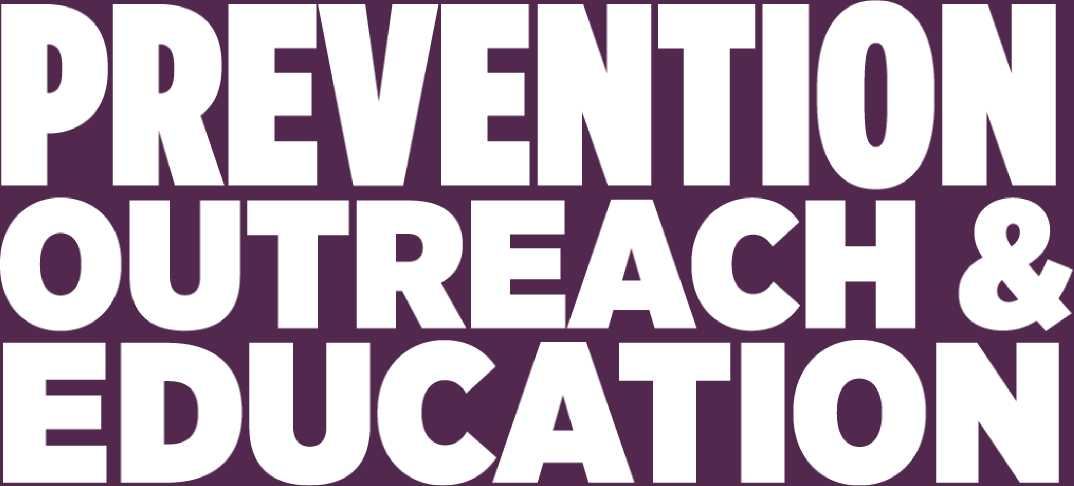 PREVENTION
OUTREACH &
EDUCATION